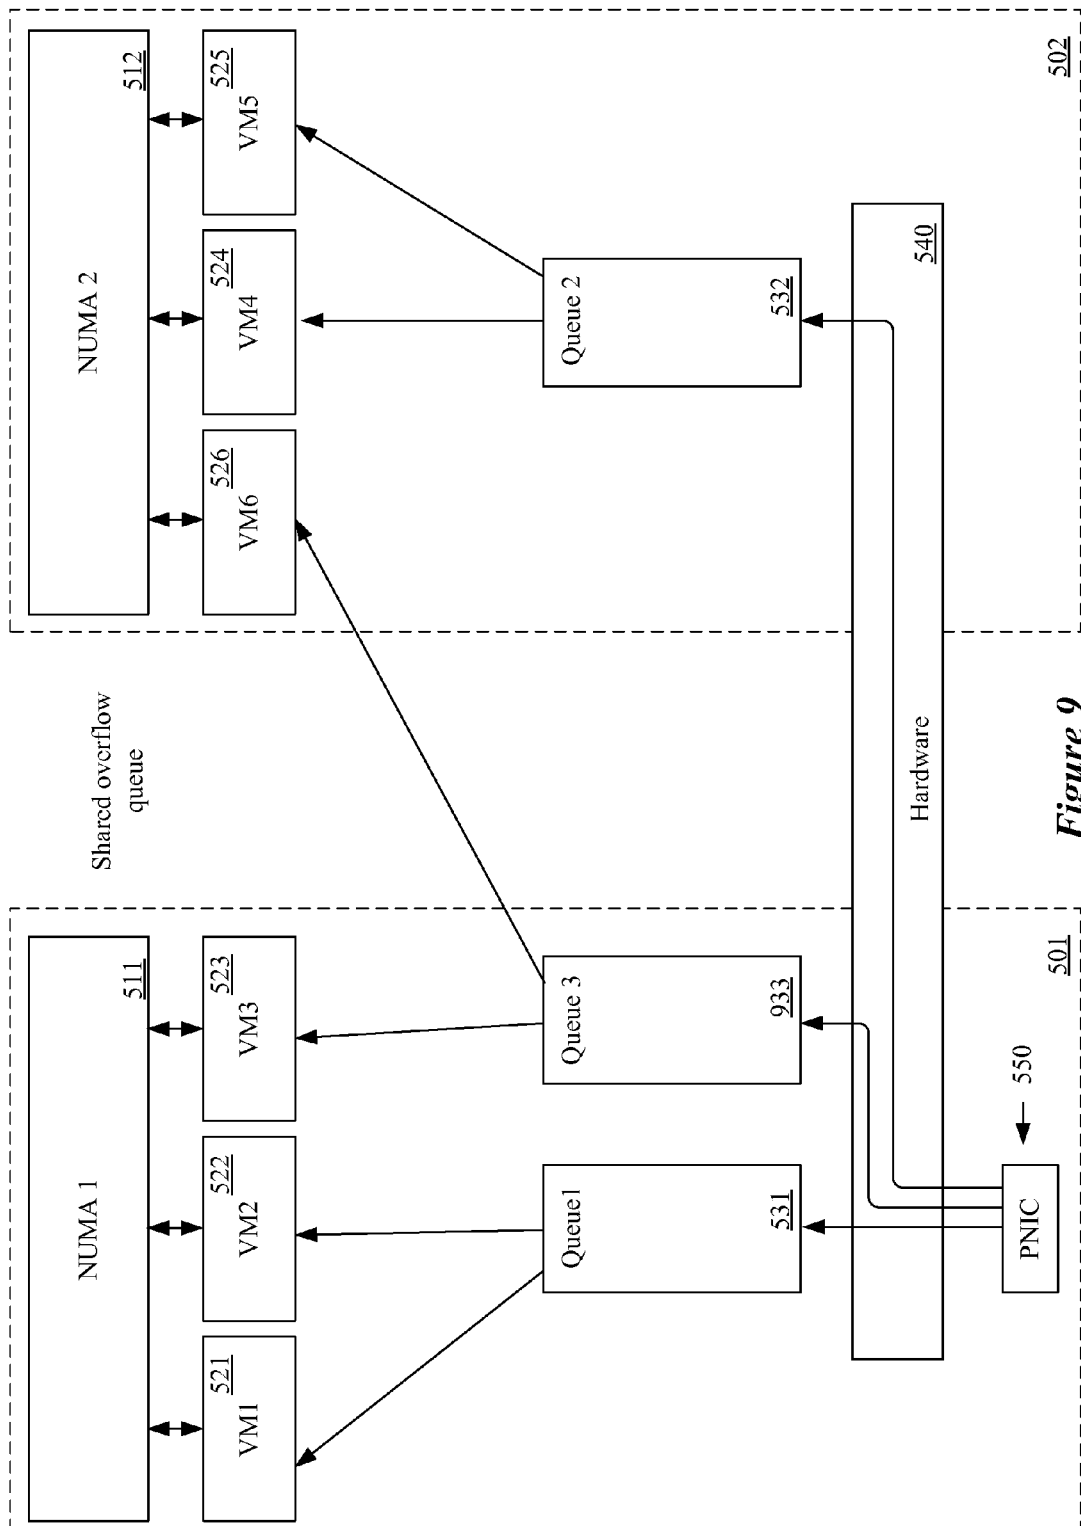 NUMA 1
511
VM1
521
VM2
522
VM3
523
Queue1
531
Queue 3
933
PNIC
550
501
Shared overflow
queue
Hardware
540
NUMA 2
512
VM6
526
VM4
524
VM5
525
Queue 2
532
502
Figure 9